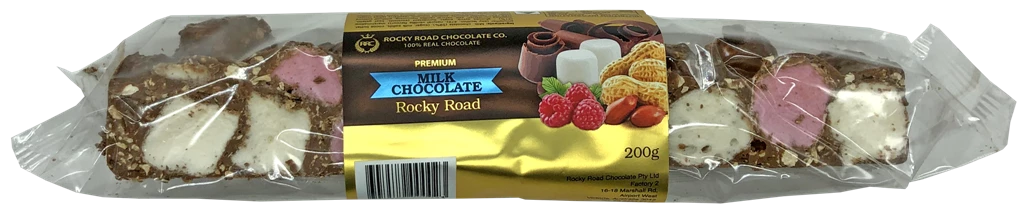 RRC
ROCKY ROAD CHOCOLATE CO.
100% REAL CHOCOLATE
PREMIUM
MILK
CHOCOLATE
Rocky Road
200g
Rocky Road Chocolate Pty Ltd
Factory 2
16-18 Marshall Rd,
Airport West